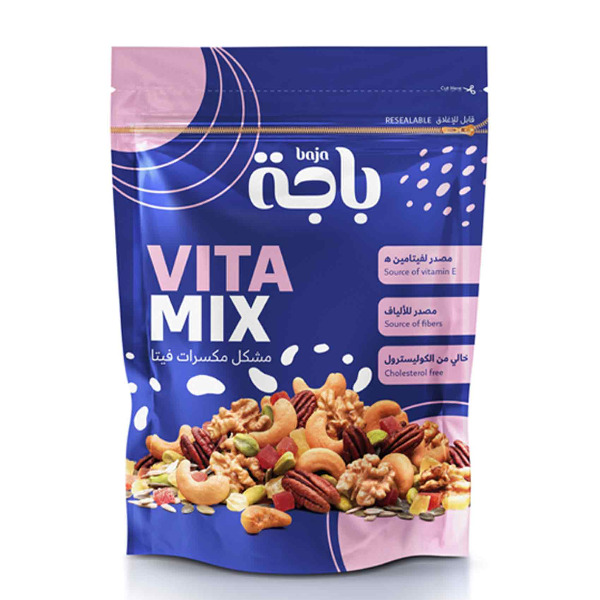 Cut Here
RESEALABLE قابل للإغلاق
baja
باجة
VITA
MIX
مشكل مكسرات فيتا
مصدر لفيتامين ھ
Source of vitamin E
مصدر للألياف
Source of fibers
خالي من الكوليسترول
Cholesterol free